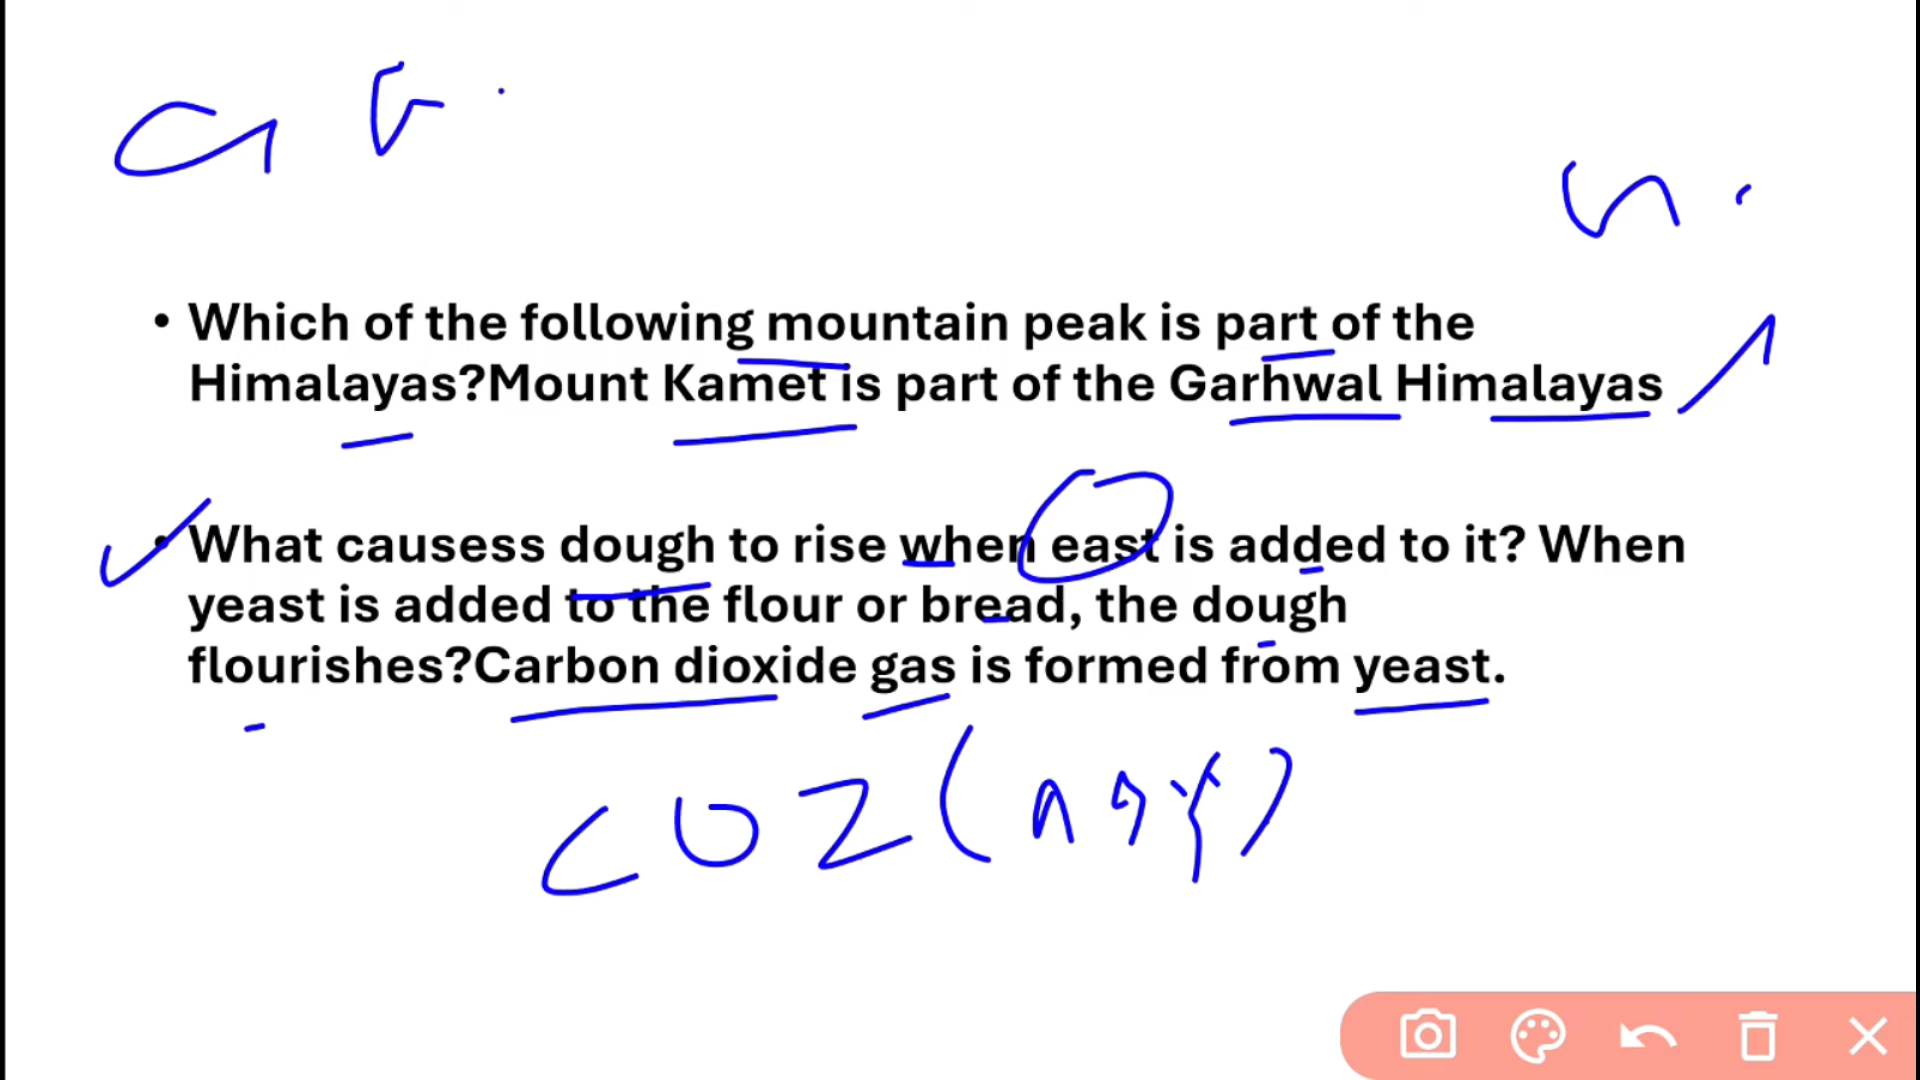 • Which of the following mountain peak is part of the
Himalayas?Mount Kamet is part of the Garhwal Himalayas
• What causess dough to rise when east is added to it? When
yeast is added to the flour or bread, the dough
flourishes?Carbon dioxide gas is formed from yeast.
CO2